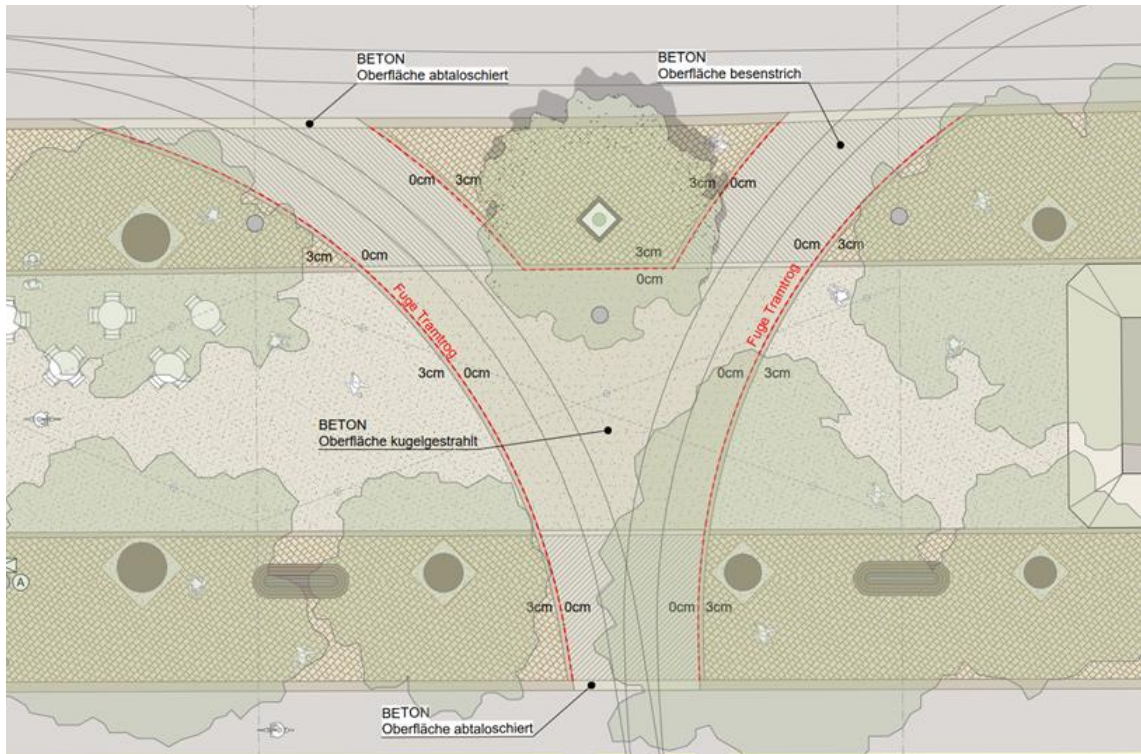 BETON
Oberfläche abtaloschiert
BETON
Oberfläche besenstrich
0cm 3cm
3cm 0cm
3cm 0cm
3cm
0cm
0cm 3cm
Fuge Tramtrog
Fuge Tramtrog
3cm 0cm
0cm 3cm
BETON
Oberfläche kugelgestrahlt
A
3cm 0cm
0cm 3cm
BETON
Oberfläche abtaloschiert